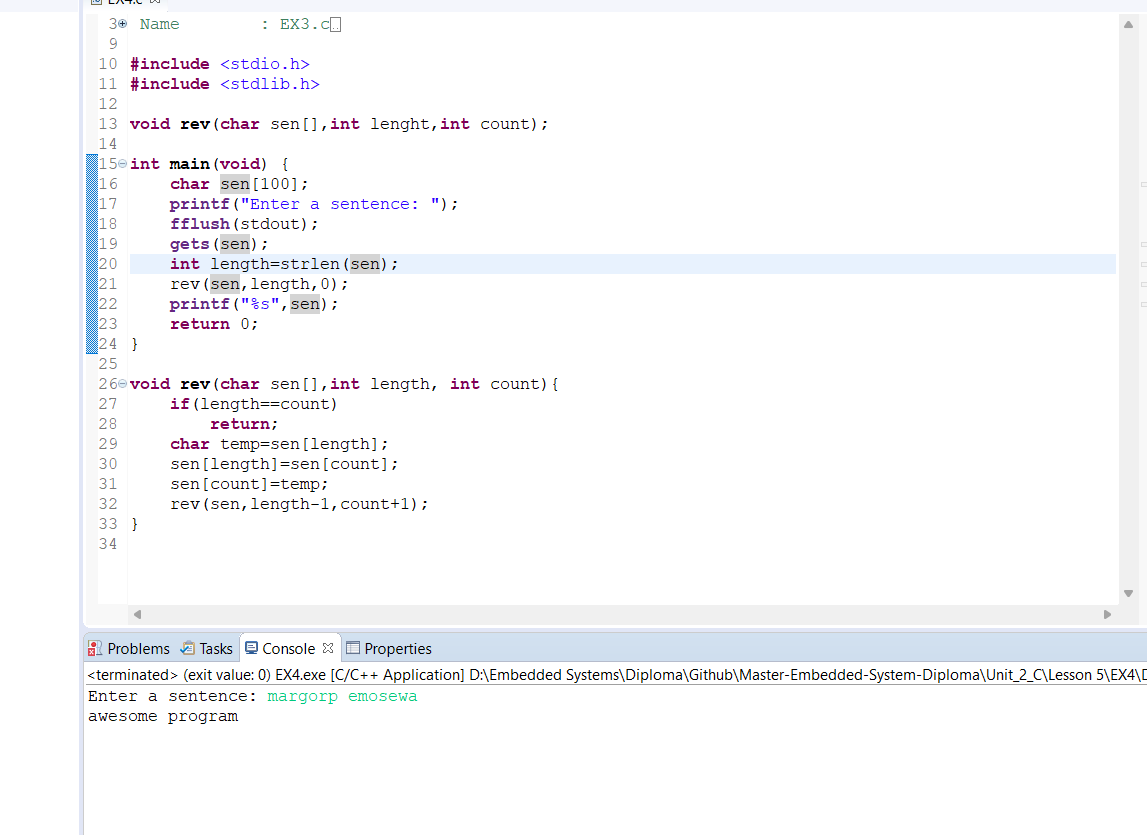 EX4.c
3 Name : EX3.c
9
10 #include <stdio.h>
11 #include <stdlib.h>
12
13 void rev(char sen[],int lenght,int count);
14
15 int main(void) {
16 char sen[100];
17 printf("Enter a sentence: ");
18 fflush(stdout);
19 gets(sen);
20 int length=strlen(sen);
21 rev(sen,length,0);
22 printf("%s",sen);
23 return 0;
24 }
25
26 void rev(char sen[],int length, int count){
27 if(length==count)
28 return;
29 char temp=sen[length];
30 sen[length]=sen[count];
31 sen[count]=temp;
32 rev(sen,length-1,count+1);
33 }
34
Problems Tasks Console Properties
<terminated> (exit value: 0) EX4.exe [C/C++ Application] D:\Embedded Systems\Diploma\Github\Master-Embedded-System-Diploma\Unit_2_C\Lesson 5\EX4\
Enter a sentence: margorp emosewa
awesome program